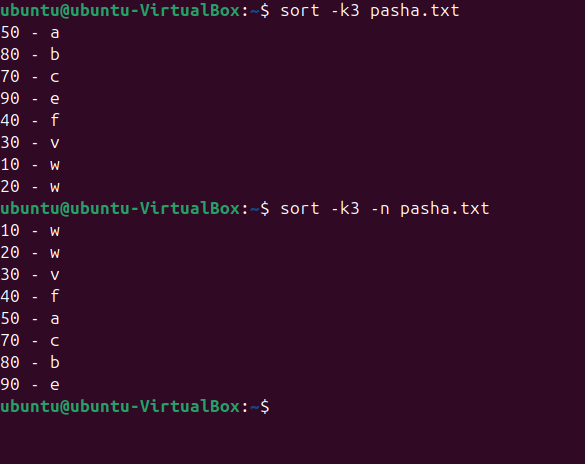 ubuntu@ubuntu-VirtualBox:~$ sort -k3 pasha.txt
50 - a
80 - b
70 - c
90 - e
40 - f
30 - v
10 - w
20 - w
ubuntu@ubuntu-VirtualBox:~$ sort -k3 -n pasha.txt
10 - w
20 - w
30 - v
40 - f
50 - a
70 - c
80 - b
90 - e
ubuntu@ubuntu-VirtualBox:~$